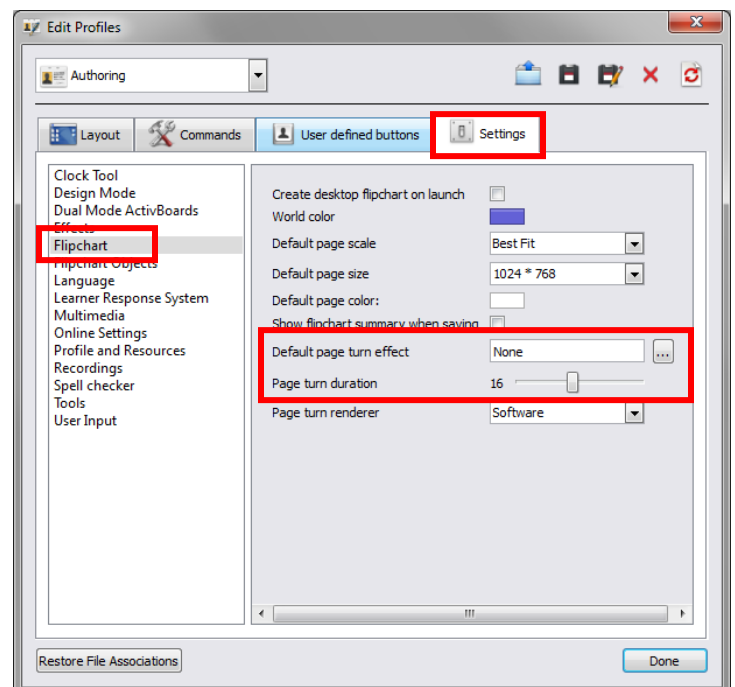 Edit Profiles
Authoring
Layout
Commands
User defined buttons
Settings
Clock Tool
Design Mode
Dual Mode ActivBoards
Effects
Flipchart
Flipchart Objects
Language
Learner Response System
Multimedia
Online Settings
Profile and Resources
Recordings
Spell checker
Tools
User Input
Create desktop flipchart on launch
World color
Default page scale Best Fit
Default page size 1024 * 768
Default page color:
Show flipchart summary when saving
Default page turn effect None ...
Page turn duration 16
Page turn renderer Software
Restore File Associations
Done